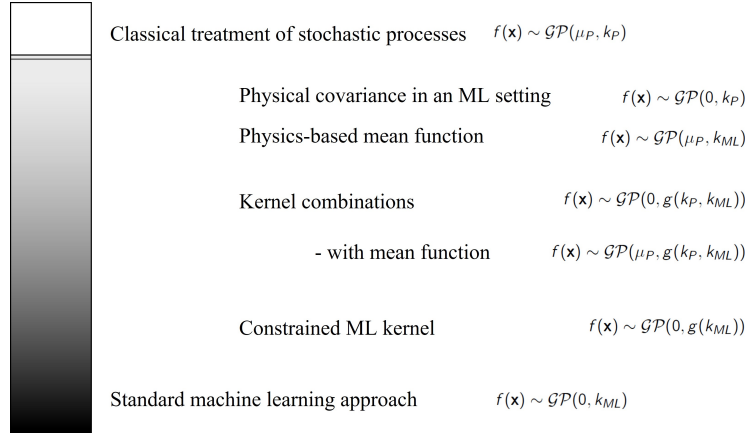 Classical treatment of stochastic processes f(x) ∼ 𝒢𝒫(μ_P, k_P)
Physical covariance in an ML setting f(x) ∼ 𝒢𝒫(0, k_P)
Physics-based mean function f(x) ∼ 𝒢𝒫(μ_P, k_ML)
Kernel combinations f(x) ∼ 𝒢𝒫(0, g(k_P, k_ML))
- with mean function f(x) ∼ 𝒢𝒫(μ_P, g(k_P, k_ML))
Constrained ML kernel f(x) ∼ 𝒢𝒫(0, g(k_ML))
Standard machine learning approach f(x) ∼ 𝒢𝒫(0, k_ML)